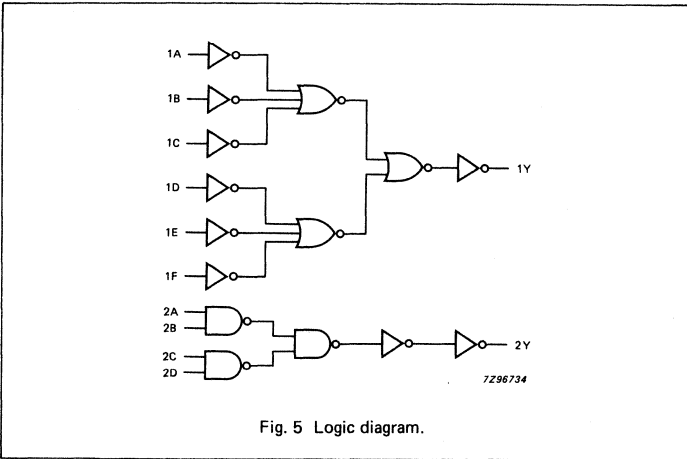 1A
1B
1C
1D
1E
1F
1Y
2A
2B
2C
2D
2Y
7Z96734
Fig. 5 Logic diagram.